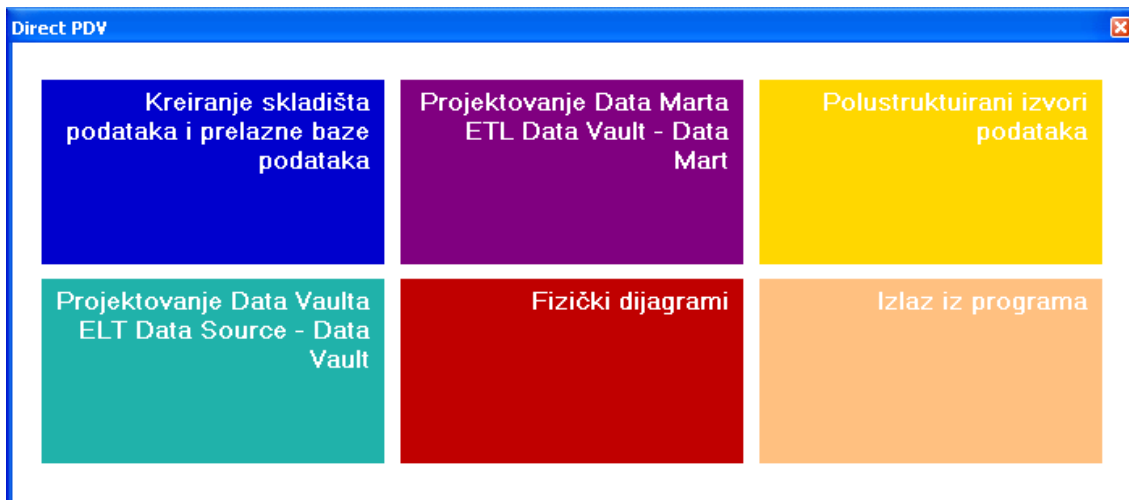 Direct PDV
Kreiranje skladišta
podataka i prelazne baze
podataka
Projektovanje Data Marta
ETL Data Vault - Data
Mart
Polustruktuirani izvori
podataka
Projektovanje Data Vaulta
ELT Data Source - Data
Vault
Fizički dijagrami
Izlaz iz programa